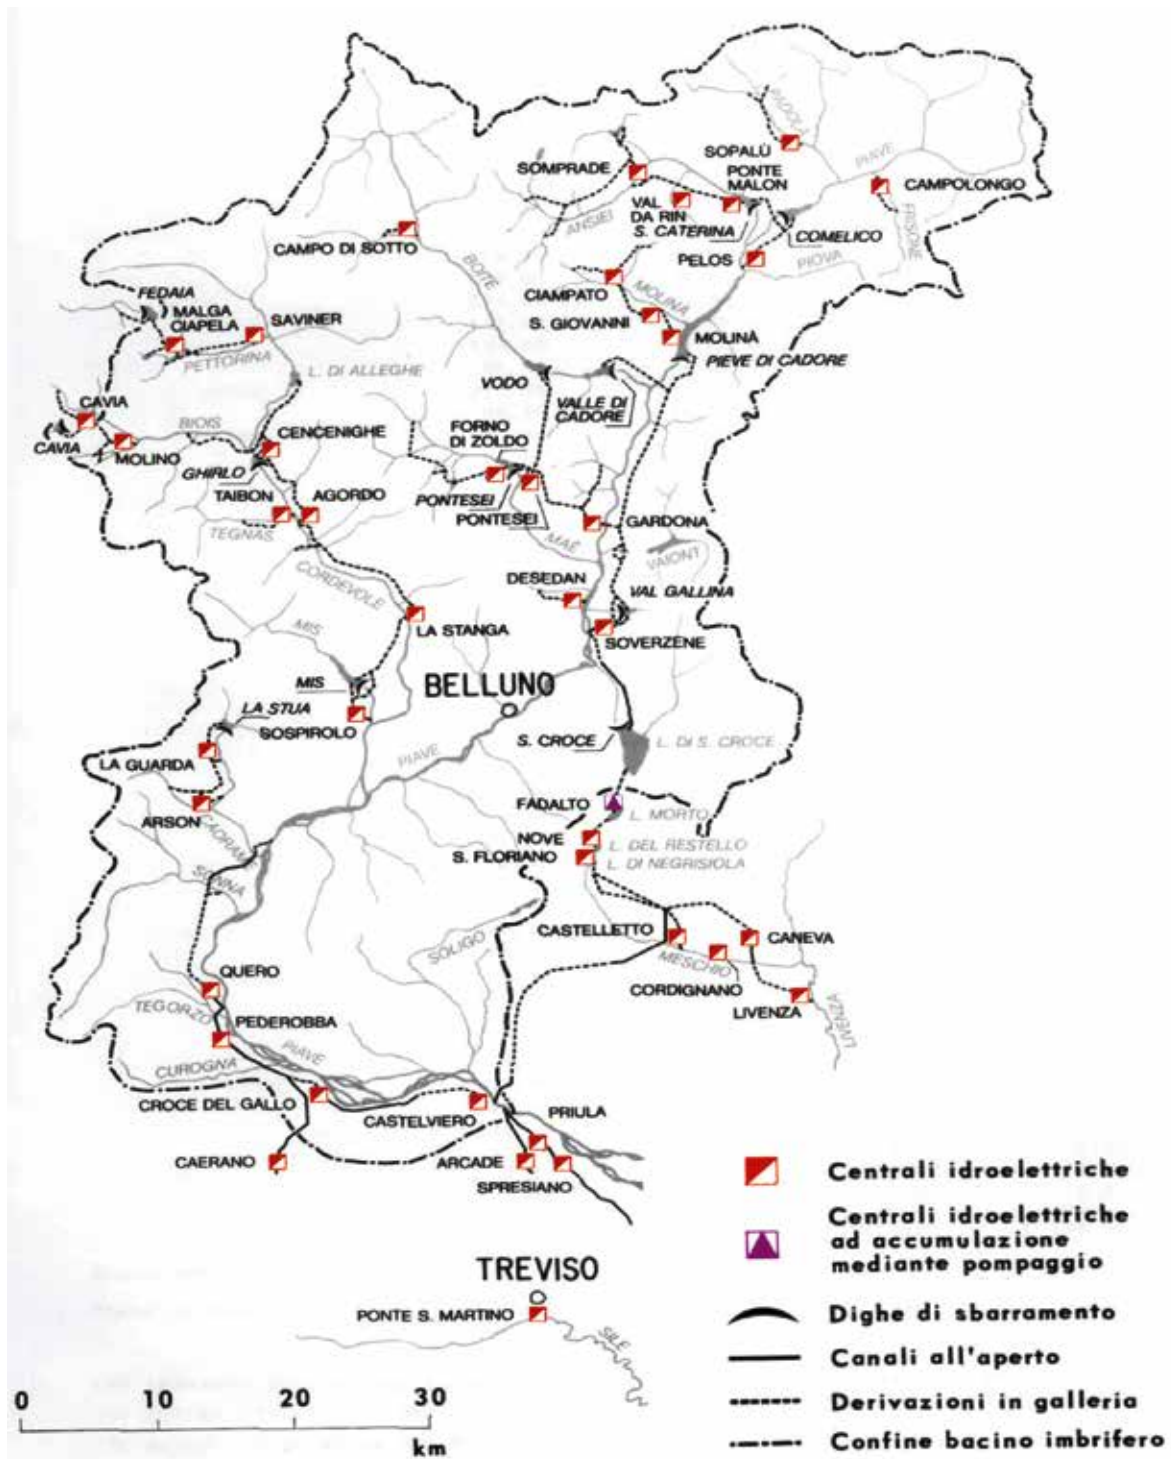 PADOLA
SOPALÙ
PIAVE
SOMPRADE
PONTE
MALON
CAMPOLONGO
VAL
DA RIN
S. CATERINA
ANSIEI
FRISONE
COMELICO
CAMPO DI SOTTO
PELOS
PIOVA
BOITE
FEDAIA
CIAMPATO
MOLINA
MALGA
CIAPELA
SAVINER
S. GIOVANNI
MOLINÀ
PETTORINA
PIEVE DI CADORE
L. DI ALLEGHE
VODO
VALLE DI
CADORE
CAVIA
BIOIS
CENCENIGHE
FORNO
DI ZOLDO
CAVIA
MOLINO
GHIRLO
TAIBON
AGORDO
PONTESEI
PONTESEI
GARDONA
TEGNAS
MAÈ
VAIONT
CORDEVOLE
DESEDAN
VAL GALLINA
MIS
LA STANGA
SOVERZENE
MIS
BELLUNO
LA STUA
SOSPIROLO
S. CROCE
L. DI S. CROCE
PIAVE
LA GUARDA
FADALTO
L. MORTO
ARSON
CAORAME
NOVE
L. DEL RESTELLO
S. FLORIANO
L. DI NEGRISIOLA
SONNA
CASTELLETTO
CANEVA
SOLIGO
MESCHIO
QUERO
CORDIGNANO
TEGORZO
LIVENZA
LIVENZA
PEDEROBBA
PIAVE
CUROGNA
CROCE DEL GALLO
CASTELVIERO
PRIULA
CAERANO
ARCADE
SPRESIANO
Centrali idroelettriche
Centrali idroelettriche
ad accumulazione
mediante pompaggio
TREVISO
PONTE S. MARTINO
SILE
Dighe di sbarramento
Canali all'aperto
Derivazioni in galleria
Confine bacino imbrifero
0 10 20 30
km